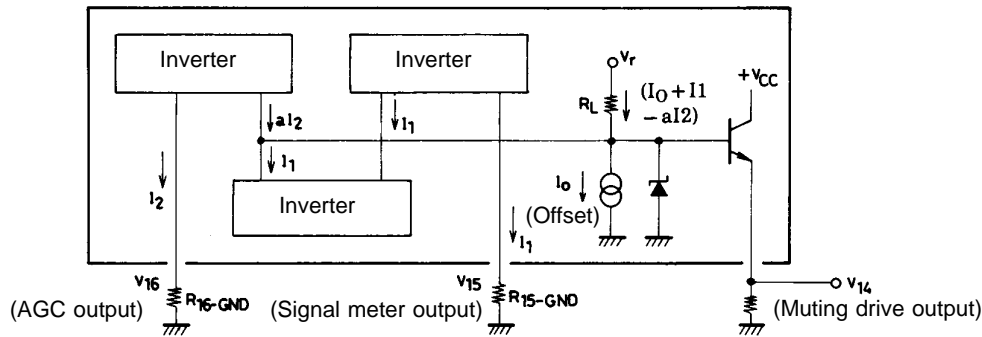 Inverter
Inverter
Vr
+VCC
RL
(IO + I1
− aI2)
aI2
I1
I1
I2
Inverter
I1
Io
(Offset)
V16
R16-GND
(AGC output)
V15
R15-GND
(Signal meter output)
V14
(Muting drive output)